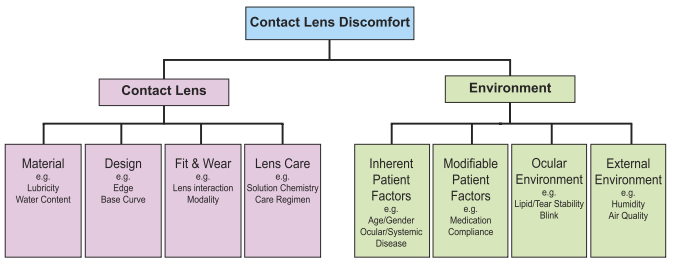 Contact Lens Discomfort
Contact Lens
Environment
Material
e.g.
Lubricity
Water Content
Design
e.g.
Edge
Base Curve
Fit & Wear
e.g.
Lens interaction
Modality
Lens Care
e.g.
Solution Chemistry
Care Regimen
Inherent
Patient
Factors
e.g.
Age/Gender
Ocular/Systemic
Disease
Modifiable
Patient
Factors
e.g.
Medication
Compliance
Ocular
Environment
e.g.
Lipid/Tear Stability
Blink
External
Environment
e.g.
Humidity
Air Quality